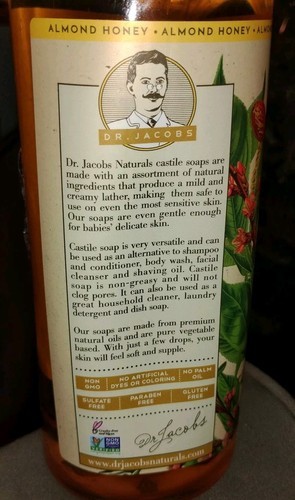 ALMOND HONEY • ALMOND HONEY • ALMOND
DR. JACOBS
Dr. Jacobs Naturals castile soaps are
made with an assortment of natural
ingredients that produce a mild and
creamy lather, making them safe to
use on even the most sensitive skin.
Our soaps are even gentle enough
for babies' delicate skin.
Castile soap is very versatile and can
be used as an alternative to shampoo
and conditioner, body wash, facial
cleanser and shaving oil. Castile
soap is non-greasy and will not
clog pores. It can also be used as a
great household cleaner, laundry
detergent and dish soap.
Our soaps are made from premium
natural oils and are pure vegetable
based. With just a few drops, your
skin will feel soft and supple.
NON GMO
NO ARTIFICIAL DYES OR COLORING
NO PALM OIL
SULFATE FREE
PARABEN FREE
GLUTEN FREE
NON GMO
Dr. Jacobs
www.drjacobsnaturals.com